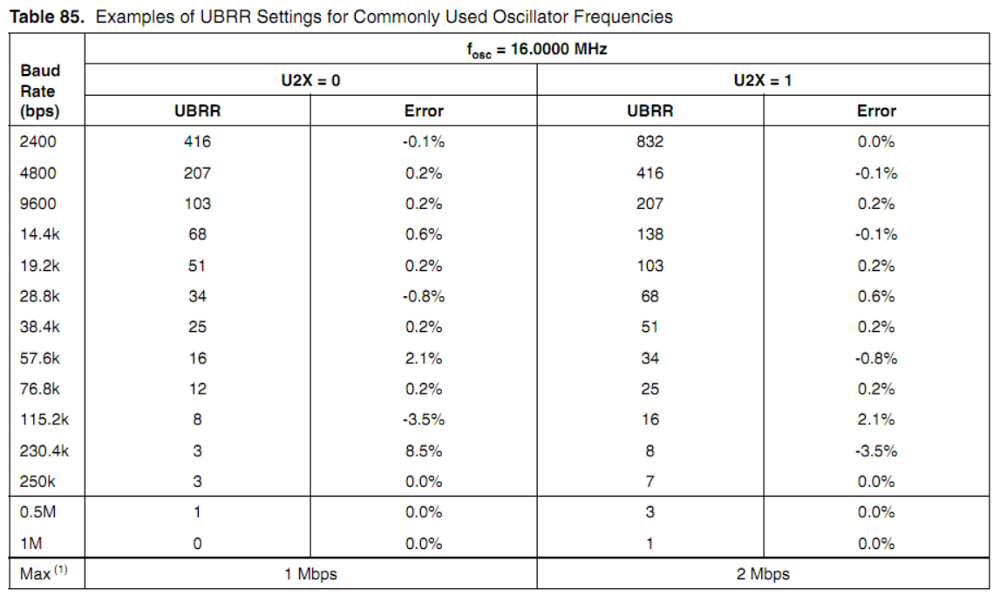 Table 85. Examples of UBRR Settings for Commonly Used Oscillator Frequencies
Baud Rate (bps) fosc = 16.0000 MHz
U2X = 0 U2X = 1
UBRR Error UBRR Error
2400 416 -0.1% 832 0.0%
4800 207 0.2% 416 -0.1%
9600 103 0.2% 207 0.2%
14.4k 68 0.6% 138 -0.1%
19.2k 51 0.2% 103 0.2%
28.8k 34 -0.8% 68 0.6%
38.4k 25 0.2% 51 0.2%
57.6k 16 2.1% 34 -0.8%
76.8k 12 0.2% 25 0.2%
115.2k 8 -3.5% 16 2.1%
230.4k 3 8.5% 8 -3.5%
250k 3 0.0% 7 0.0%
0.5M 1 0.0% 3 0.0%
1M 0 0.0% 1 0.0%
Max (1) 1 Mbps 2 Mbps